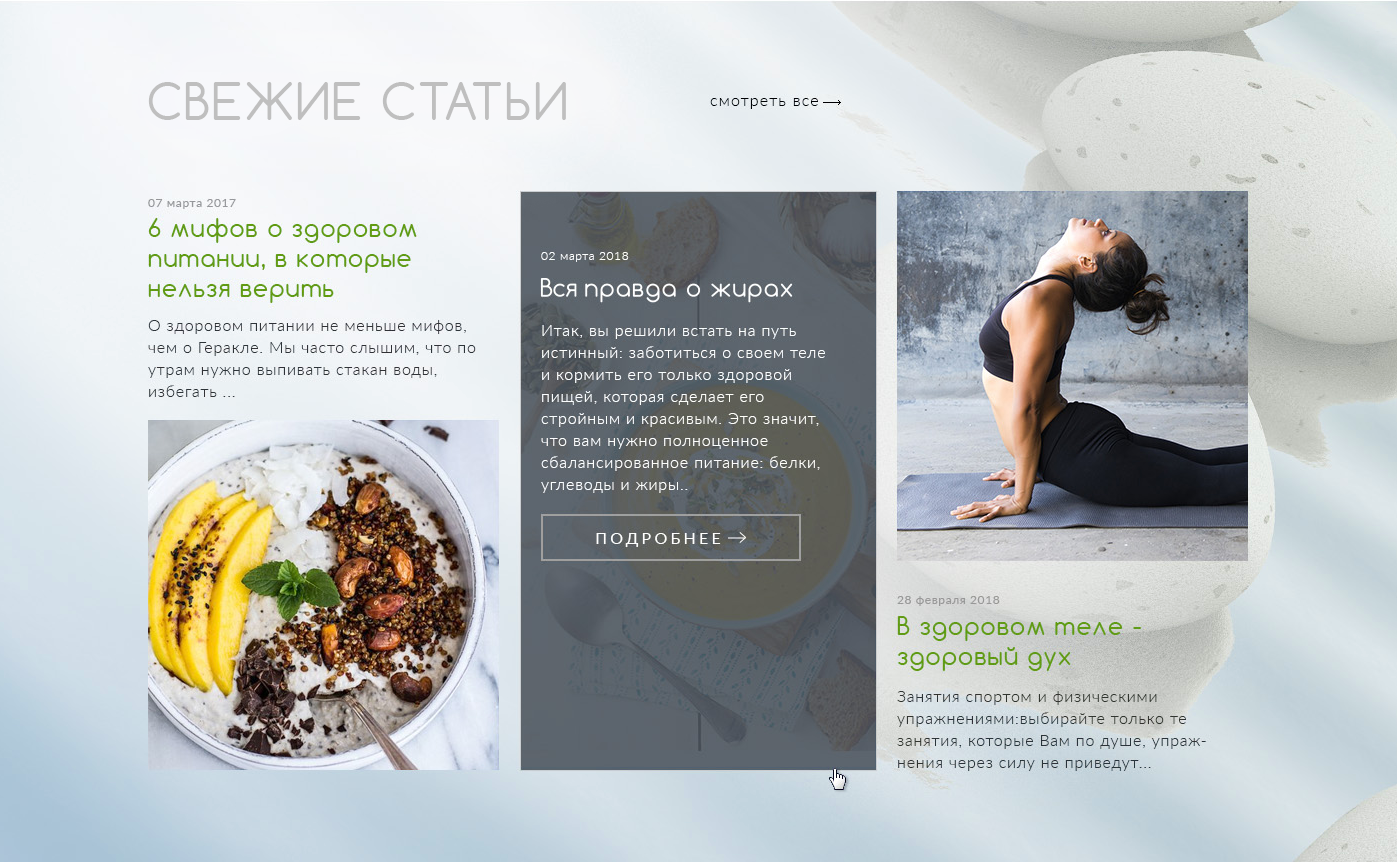 СВЕЖИЕ СТАТЬИ
смотреть все
07 марта 2017
6 мифов о здоровом
питании, в которые
нельзя верить
О здоровом питании не меньше мифов,
чем о Геракле. Мы часто слышим, что по
утрам нужно выпивать стакан воды,
избегать ...
02 марта 2018
Вся правда о жирах
Итак, вы решили встать на путь
истинный: заботиться о своем теле
и кормить его только здоровой
пищей, которая сделает его
стройным и красивым. Это значит,
что вам нужно полноценное
сбалансированное питание: белки,
углеводы и жиры..
ПОДРОБНЕЕ
28 февраля 2018
В здоровом теле -
здоровый дух
Занятия спортом и физическими
упражнениями:выбирайте только те
занятия, которые Вам по душе, упраж-
нения через силу не приведут...